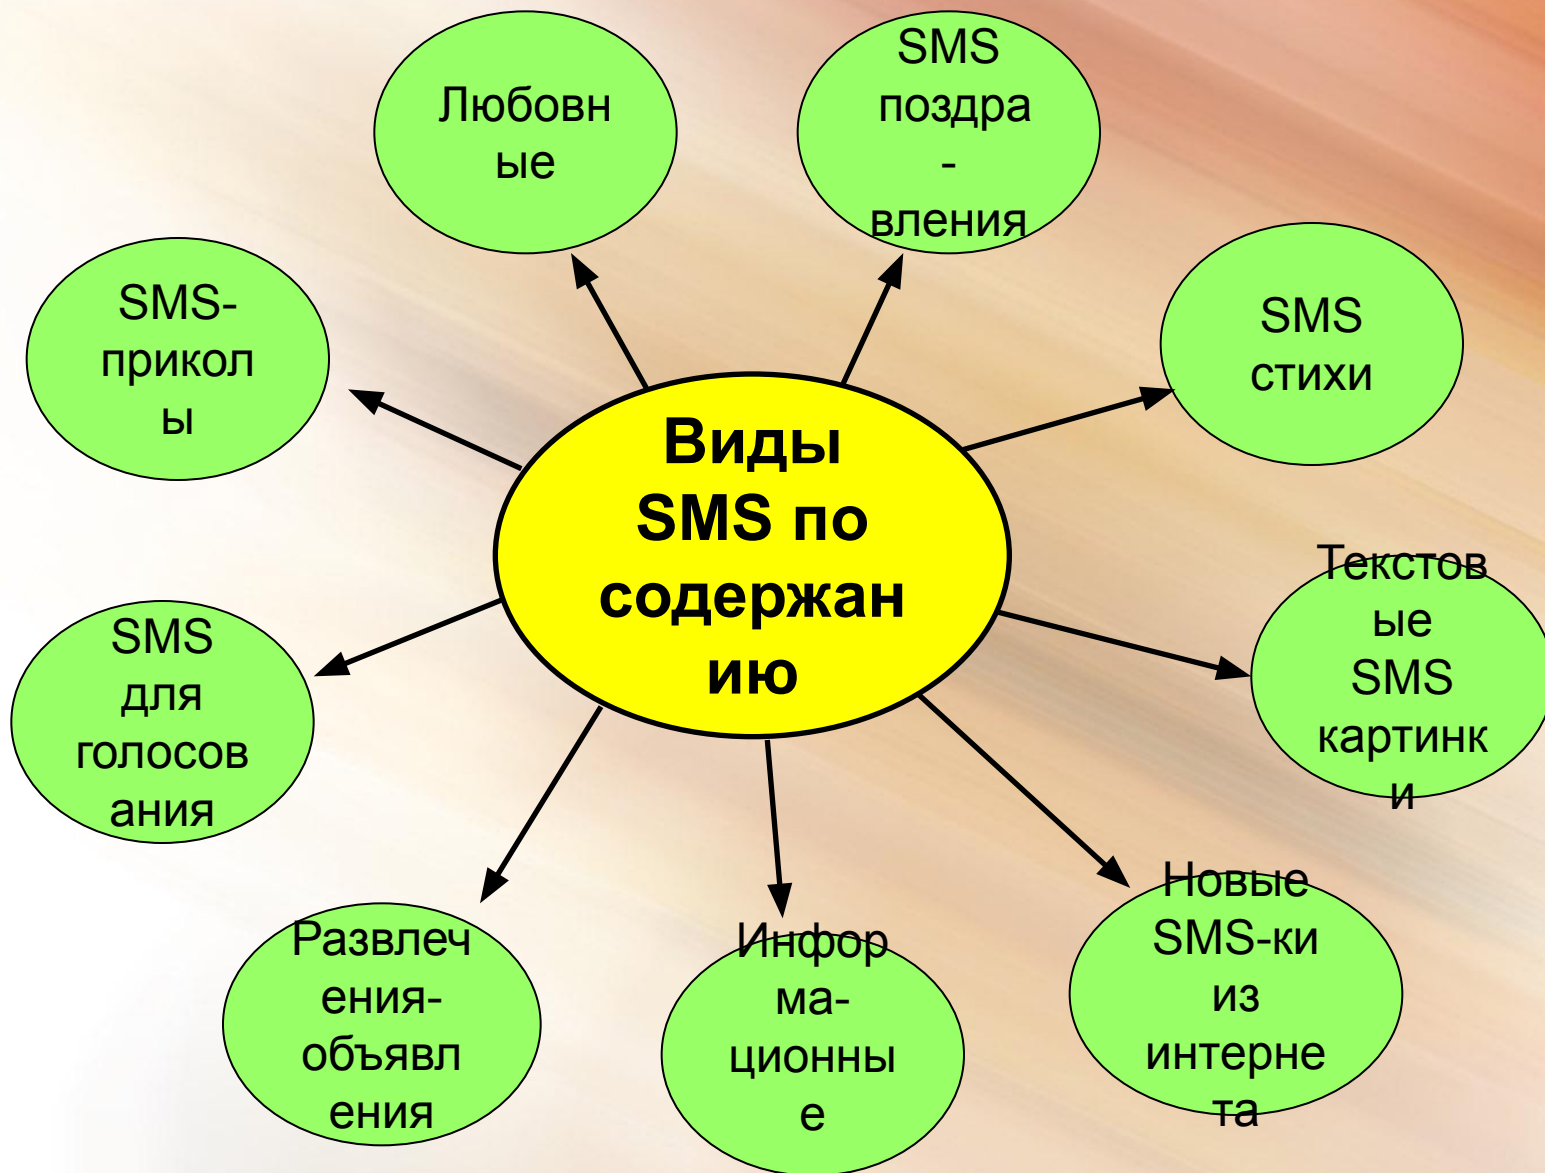 Любовн
ые
SMS
поздра
-
вления
SMS-
прикол
ы
SMS
стихи
Виды
SMS по
содержан
ию
SMS
для
голосов
ания
Текстов
ые
SMS
картинк
и
Развлеч
ения-
объявл
ения
Инфор
ма-
ционны
е
Новые
SMS-ки
из
интерне
та